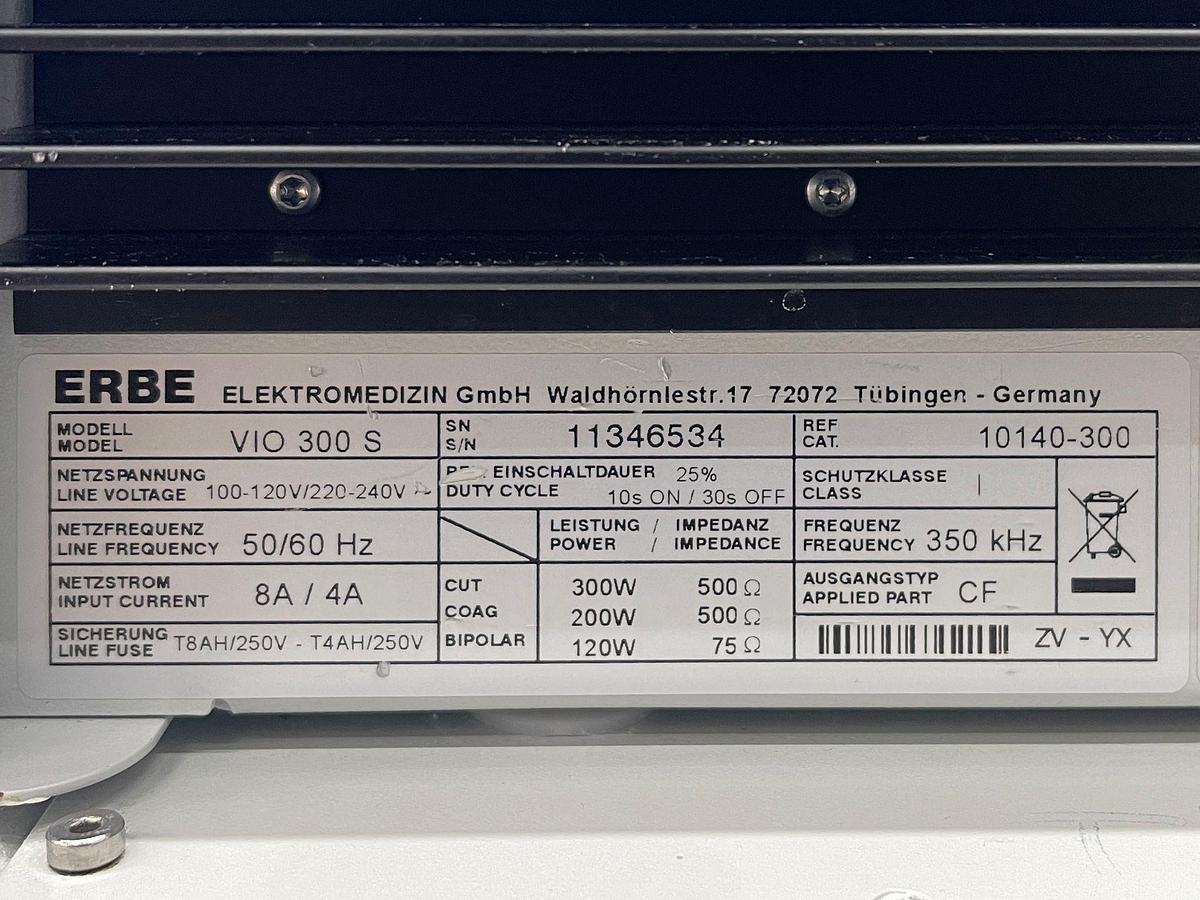 ERBE ELEKTROMEDIZIN GmbH Waldhörnlestr.17 72072 Tübingen - Germany
MODELL
MODEL VIO 300 S
SN
S/N 11346534
REF
CAT. 10140-300
NETZSPANNUNG
LINE VOLTAGE 100-120V/220-240V ~
EINSCHALTDAUER 25%
DUTY CYCLE 10s ON / 30s OFF
SCHUTZKLASSE
CLASS I
NETZFREQUENZ
LINE FREQUENCY 50/60 Hz
LEISTUNG / IMPEDANZ
POWER / IMPEDANCE
FREQUENZ
FREQUENCY 350 kHz
NETZSTROM
INPUT CURRENT 8A / 4A
CUT 300W 500 Ω
COAG 200W 500 Ω
BIPOLAR 120W 75 Ω
AUSGANGSTYP
APPLIED PART CF
SICHERUNG
LINE FUSE T8AH/250V - T4AH/250V
ZV - YX